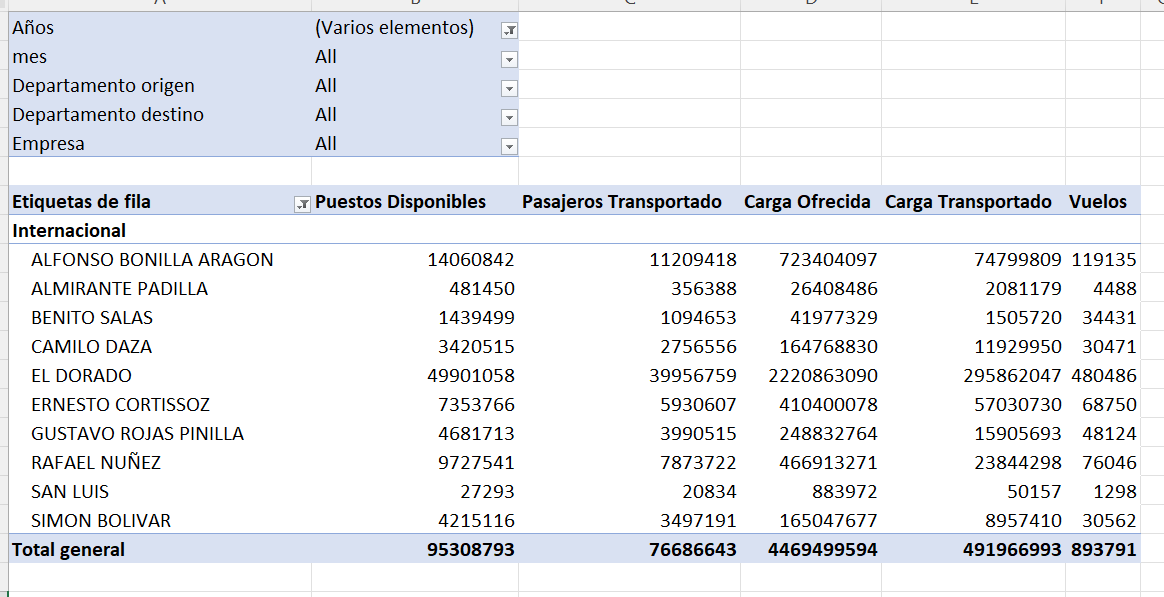 Años (Varios elementos)
mes All
Departamento origen All
Departamento destino All
Empresa All
Etiquetas de fila Puestos Disponibles Pasajeros Transportado Carga Ofrecida Carga Transportado Vuelos
Internacional
ALFONSO BONILLA ARAGON 14060842 11209418 723404097 74799809 119135
ALMIRANTE PADILLA 481450 356388 26408486 2081179 4488
BENITO SALAS 1439499 1094653 41977329 1505720 34431
CAMILO DAZA 3420515 2756556 164768830 11929950 30471
EL DORADO 49901058 39956759 2220863090 295862047 480486
ERNESTO CORTISSOZ 7353766 5930607 410400078 57030730 68750
GUSTAVO ROJAS PINILLA 4681713 3990515 248832764 15905693 48124
RAFAEL NUÑEZ 9727541 7873722 466913271 23844298 76046
SAN LUIS 27293 20834 883972 50157 1298
SIMON BOLIVAR 4215116 3497191 165047677 8957410 30562
Total general 95308793 76686643 4469499594 491966993 893791